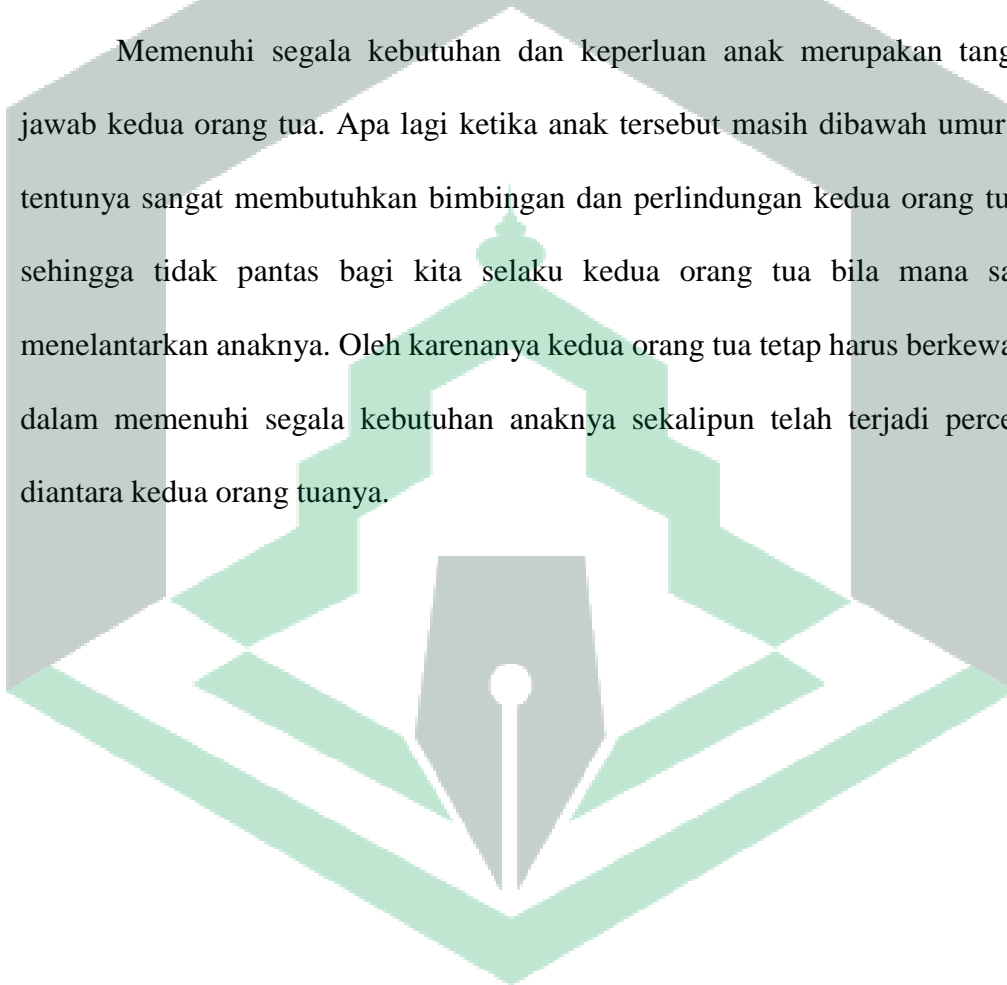 Memenuhi segala kebutuhan dan keperluan anak merupakan tang
jawab kedua orang tua. Apa lagi ketika anak tersebut masih dibawah umur
tentunya sangat membutuhkan bimbingan dan perlindungan kedua orang tu
sehingga tidak pantas bagi kita selaku kedua orang tua bila mana sa
menelantarkan anaknya. Oleh karenanya kedua orang tua tetap harus berkewa
dalam memenuhi segala kebutuhan anaknya sekalipun telah terjadi perce
diantara kedua orang tuanya.